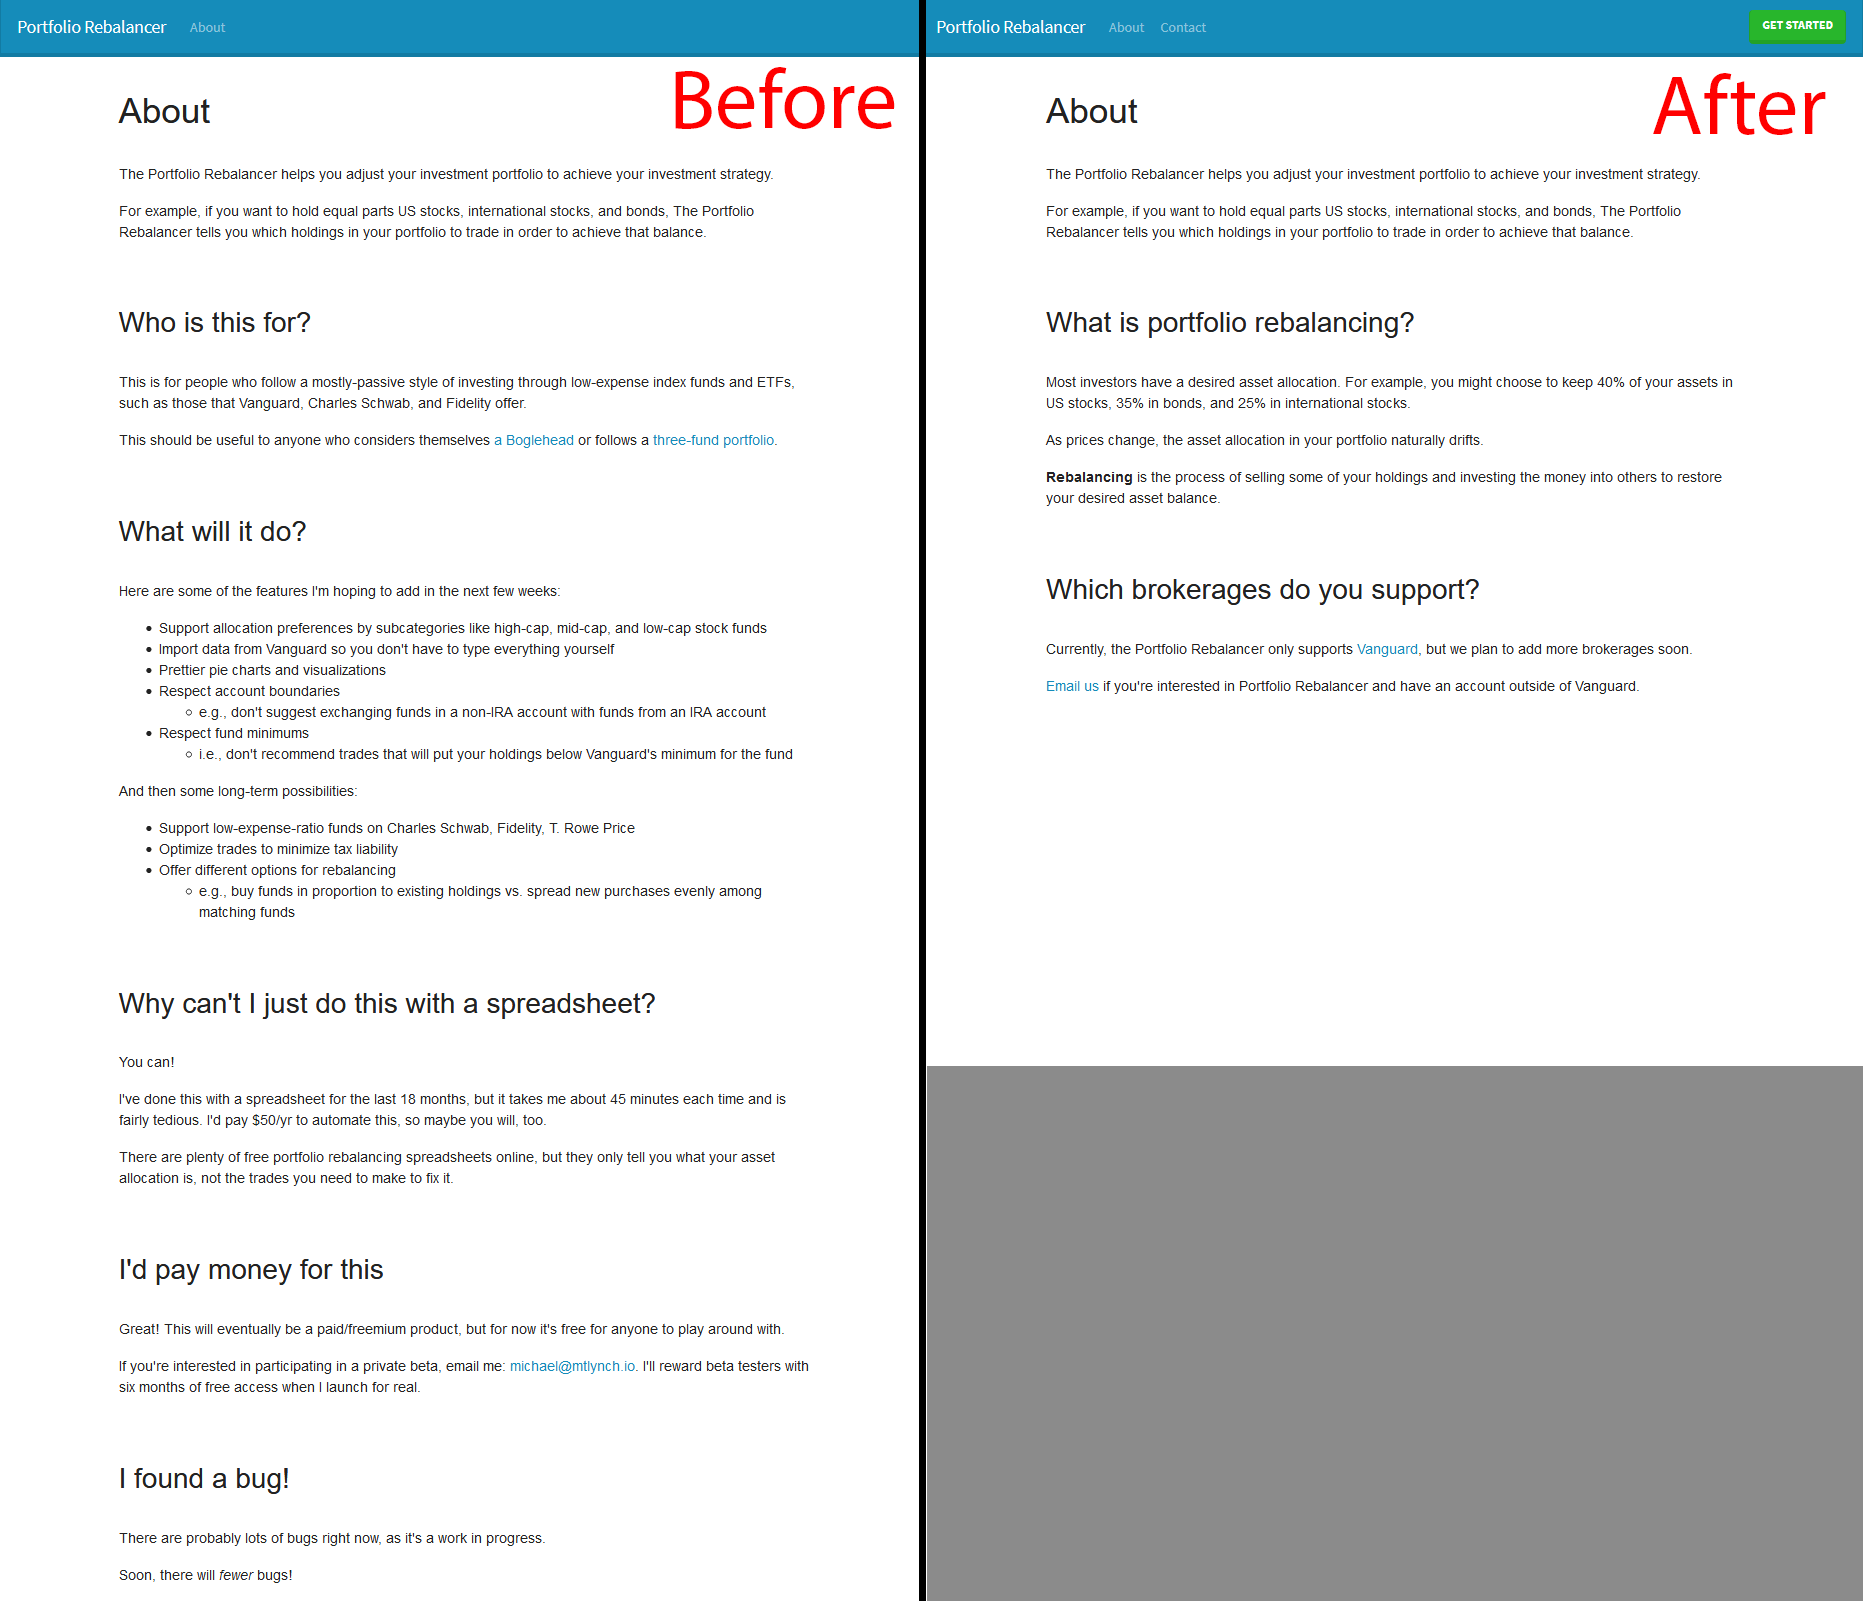 Portfolio Rebalancer About
Before
About
The Portfolio Rebalancer helps you adjust your investment portfolio to achieve your investment strategy.
For example, if you want to hold equal parts US stocks, international stocks, and bonds, The Portfolio
Rebalancer tells you which holdings in your portfolio to trade in order to achieve that balance.
Who is this for?
This is for people who follow a mostly-passive style of investing through low-expense index funds and ETFs,
such as those that Vanguard, Charles Schwab, and Fidelity offer.
This should be useful to anyone who considers themselves a Boglehead or follows a three-fund portfolio.
What will it do?
Here are some of the features I'm hoping to add in the next few weeks:
• Support allocation preferences by subcategories like high-cap, mid-cap, and low-cap stock funds
• Import data from Vanguard so you don't have to type everything yourself
• Prettier pie charts and visualizations
• Respect account boundaries
◦ e.g., don't suggest exchanging funds in a non-IRA account with funds from an IRA account
• Respect fund minimums
◦ i.e., don't recommend trades that will put your holdings below Vanguard's minimum for the fund
And then some long-term possibilities:
• Support low-expense-ratio funds on Charles Schwab, Fidelity, T. Rowe Price
• Optimize trades to minimize tax liability
• Offer different options for rebalancing
◦ e.g., buy funds in proportion to existing holdings vs. spread new purchases evenly among
matching funds
Why can't I just do this with a spreadsheet?
You can!
I've done this with a spreadsheet for the last 18 months, but it takes me about 45 minutes each time and is
fairly tedious. I'd pay $50/yr to automate this, so maybe you will, too.
There are plenty of free portfolio rebalancing spreadsheets online, but they only tell you what your asset
allocation is, not the trades you need to make to fix it.
I'd pay money for this
Great! This will eventually be a paid/freemium product, but for now it's free for anyone to play around with.
If you're interested in participating in a private beta, email me: michael@mtlynch.io. I'll reward beta testers with
six months of free access when I launch for real.
I found a bug!
There are probably lots of bugs right now, as it's a work in progress.
Soon, there will fewer bugs!
Portfolio Rebalancer About Contact GET STARTED
After
About
The Portfolio Rebalancer helps you adjust your investment portfolio to achieve your investment strategy.
For example, if you want to hold equal parts US stocks, international stocks, and bonds, The Portfolio
Rebalancer tells you which holdings in your portfolio to trade in order to achieve that balance.
What is portfolio rebalancing?
Most investors have a desired asset allocation. For example, you might choose to keep 40% of your assets in
US stocks, 35% in bonds, and 25% in international stocks.
As prices change, the asset allocation in your portfolio naturally drifts.
Rebalancing is the process of selling some of your holdings and investing the money into others to restore
your desired asset balance.
Which brokerages do you support?
Currently, the Portfolio Rebalancer only supports Vanguard, but we plan to add more brokerages soon.
Email us if you're interested in Portfolio Rebalancer and have an account outside of Vanguard.